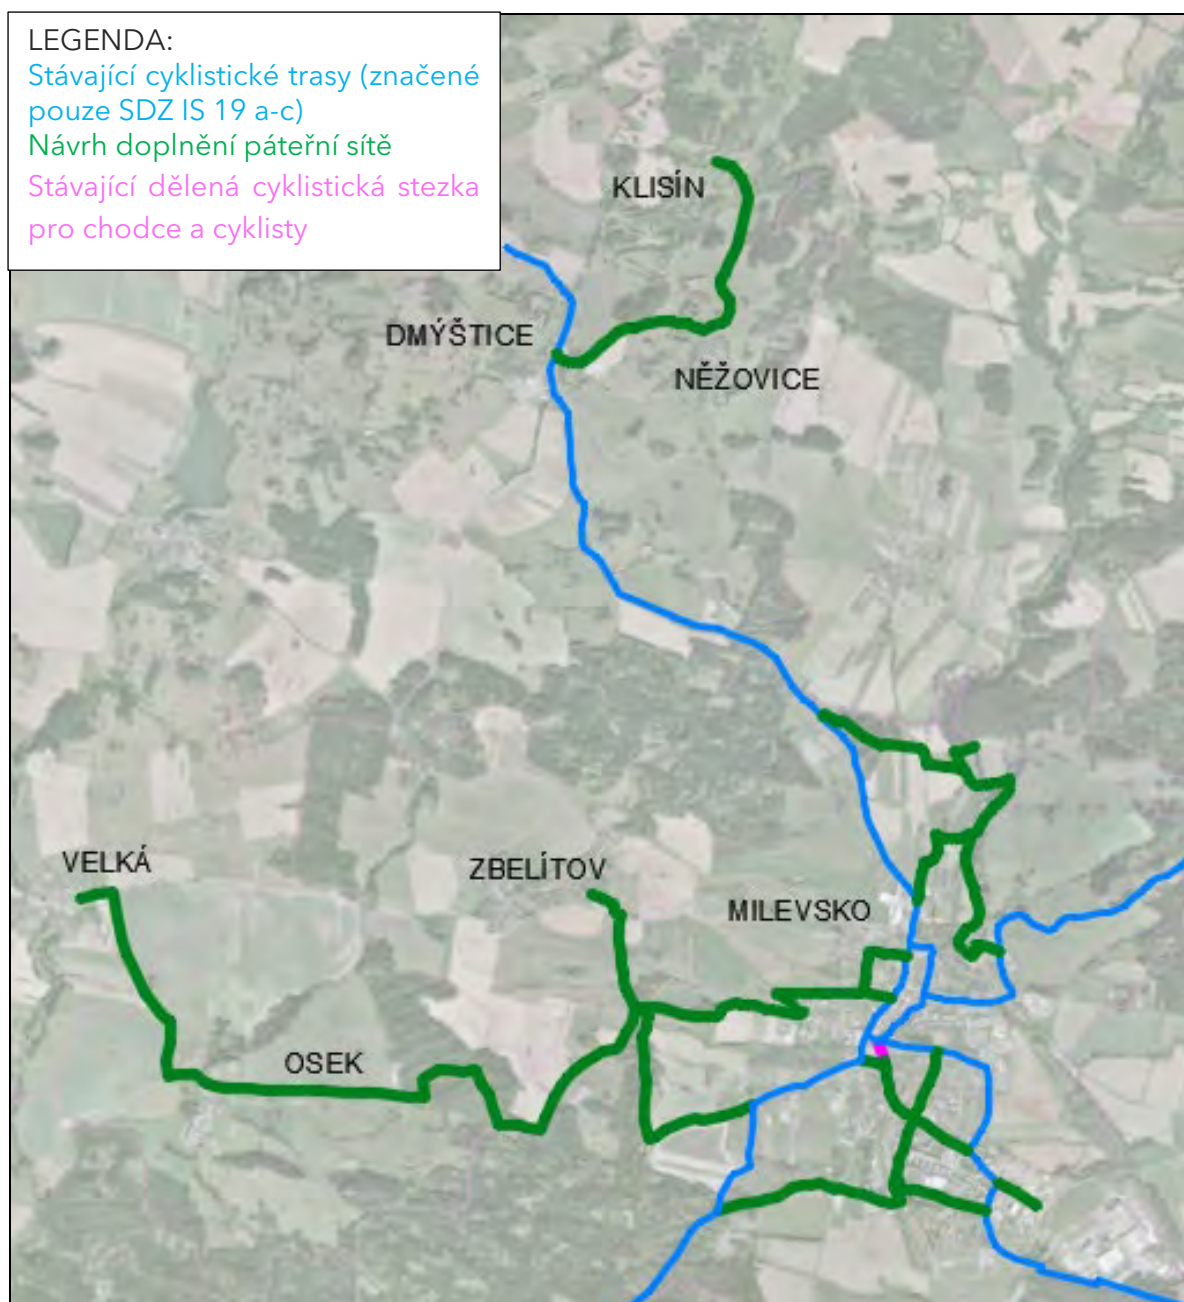 LEGENDA:
Stávající cyklistické trasy (značené
pouze SDZ IS 19 a-c)
Návrh doplnění páteřní sítě
Stávající dělená cyklistická stezka
pro chodce a cyklisty
KLISÍN
DMÝŠTICE
NĚŽOVICE
VELKÁ
ZBELÍTOV
MILEVSKO
OSEK